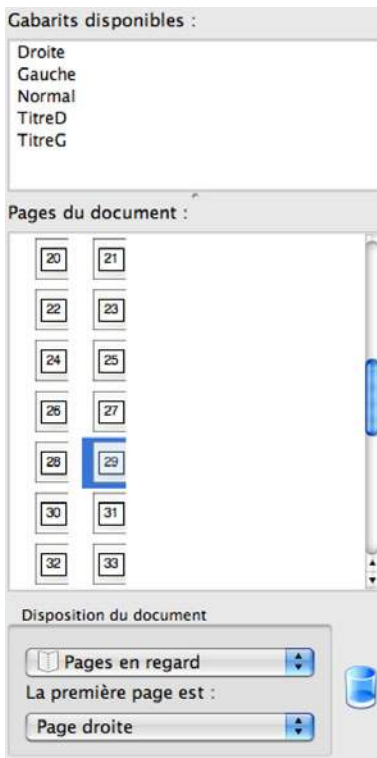 Gabarits disponibles :
Droite
Gauche
Normal
TitreD
TitreG
Pages du document :
20 21
22 23
24 25
26 27
28 29
30 31
32 33
Disposition du document
Pages en regard
La première page est :
Page droite